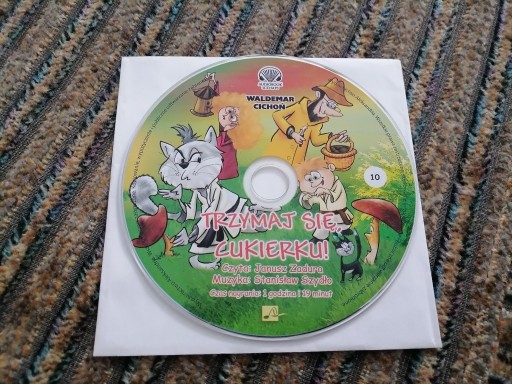 WALDEMAR
CICHOŃ
10
TRZYMAJ SIĘ,
CUKIERKU!
Czyta: Janusz Zadura
Muzyka: Stanisław Szydło
Czas nagrania: 1 godzina i 19 minut